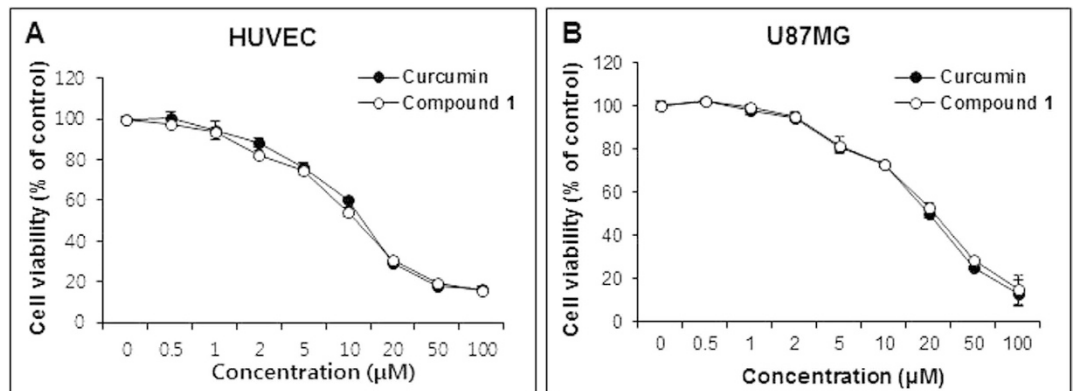 A
HUVEC
Curcumin
Compound 1
Cell viability (% of control)
120
100
80
60
40
20
0
0 0.5 1 2 5 10 20 50 100
Concentration (µM)
B
U87MG
Curcumin
Compound 1
Cell viability (% of control)
120
100
80
60
40
20
0
0 0.5 1 2 5 10 20 50 100
Concentration (µM)